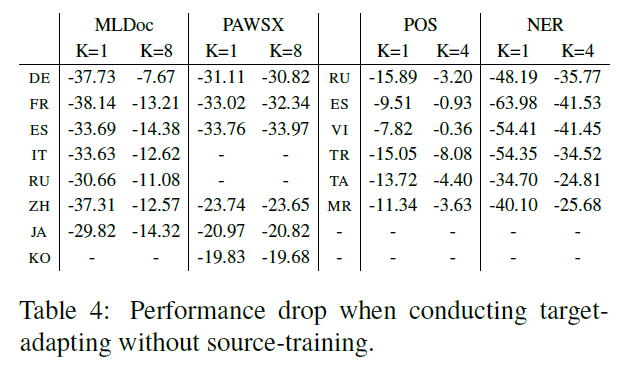 MLDoc PAWSX POS NER
K=1 K=8 K=1 K=8 K=1 K=4 K=1 K=4
DE -37.73 -7.67 -31.11 -30.82 RU -15.89 -3.20 -48.19 -35.77
FR -38.14 -13.21 -33.02 -32.34 ES -9.51 -0.93 -63.98 -41.53
ES -33.69 -14.38 -33.76 -33.97 VI -7.82 -0.36 -54.41 -41.45
IT -33.63 -12.62 - - TR -15.05 -8.08 -54.35 -34.52
RU -30.66 -11.08 - - TA -13.72 -4.40 -34.70 -24.81
ZH -37.31 -12.57 -23.74 -23.65 MR -11.34 -3.63 -40.10 -25.68
JA -29.82 -14.32 -20.97 -20.82 - - - - -
KO - - -19.83 -19.68 - - - - -
Table 4: Performance drop when conducting target-
adapting without source-training.